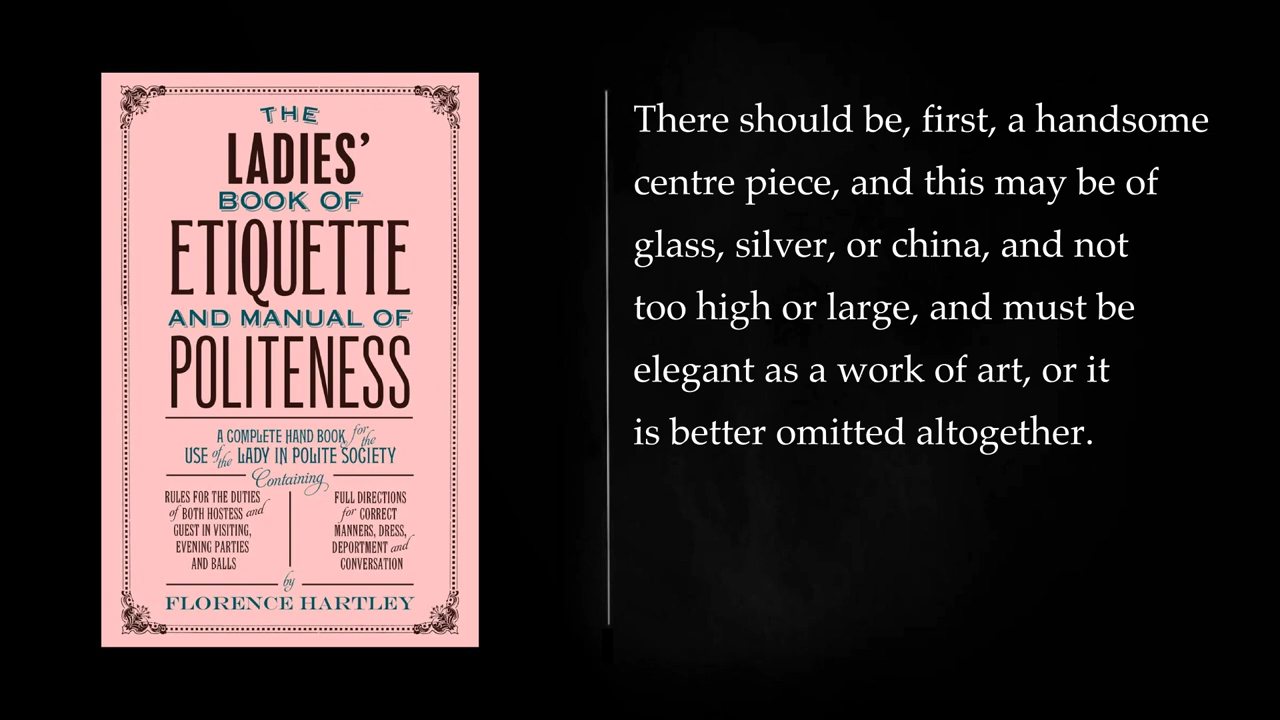 THE
LADIES'
BOOK OF
ETIQUETTE
AND MANUAL OF
POLITENESS
A COMPLETE HAND BOOK for the
USE of the LADY IN POLITE SOCIETY
Containing
RULES FOR THE DUTIES
of BOTH HOSTESS and
GUEST IN VISITING,
EVENING PARTIES
AND BALLS
FULL DIRECTIONS
for CORRECT
MANNERS, DRESS,
DEPORTMENT and
CONVERSATION
by
FLORENCE HARTLEY
There should be, first, a handsome
centre piece, and this may be of
glass, silver, or china, and not
too high or large, and must be
elegant as a work of art, or it
is better omitted altogether.